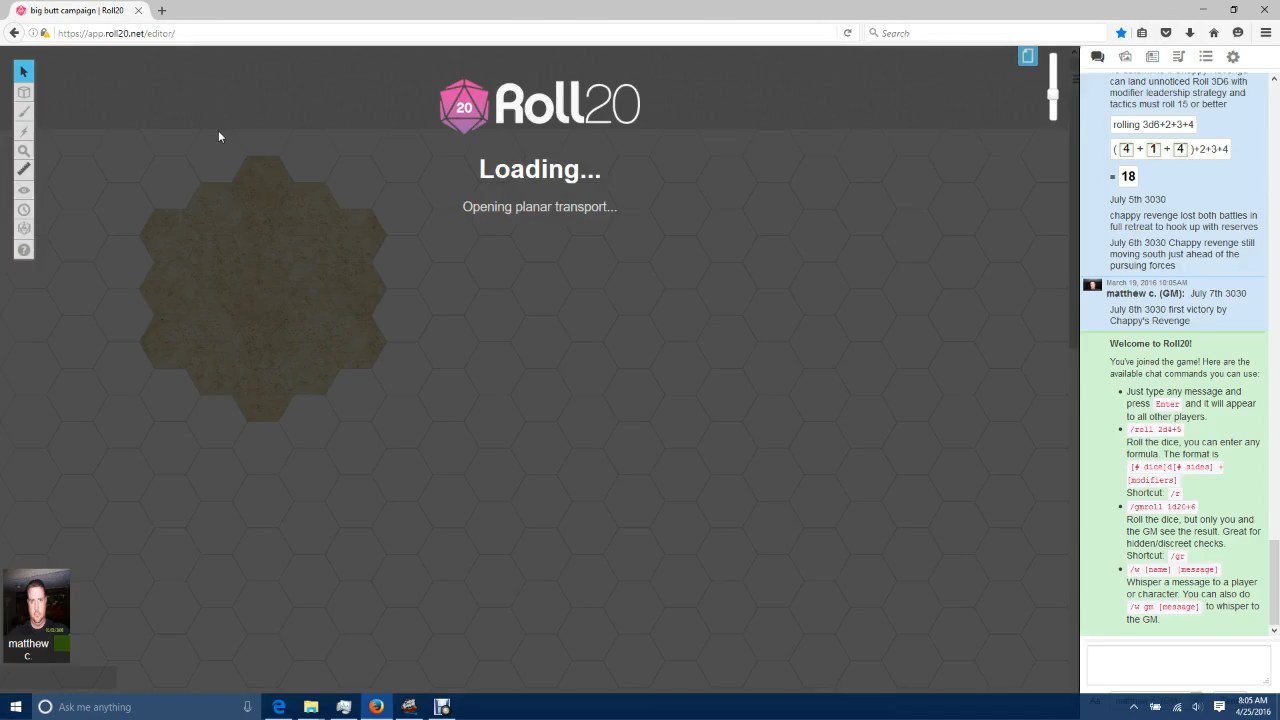 big butt campaign | Roll20
https://app.roll20.net/editor/
Search
20 Roll20
Loading...
Opening planar transport...
can land unnoticed Roll 3D6 with
modifier leadership strategy and
tactics must roll 15 or better
rolling 3d6+2+3+4
(4+1+4)+2+3+4
= 18
July 5th 3030
chappy revenge lost both battles in
full retreat to hook up with reserves
July 6th 3030 Chappy revenge still
moving south just ahead of the
pursuing forces
March 19, 2016 10:05AM
matthew c. (GM): July 7th 3030
July 8th 3030 first victory by
Chappy's Revenge
Welcome to Roll20!
You've joined the game! Here are the
available chat commands you can use:
Just type any message and
press Enter and it will appear
to all other players.
/roll 2d4+5
Roll the dice, you can enter any
formula. The format is
[# dice]d[# sides] +
[modifiers]
Shortcut: /r
/gmroll 1d20+6
Roll the dice, but only you and
the GM see the result. Great for
hidden/discreet checks.
Shortcut: /gr
/w [name] [message]
Whisper a message to a player
or character. You can also do
/w gm [message] to whisper to
the GM.
matthew
c.
As
Ask me anything
8:05 AM
4/25/2016